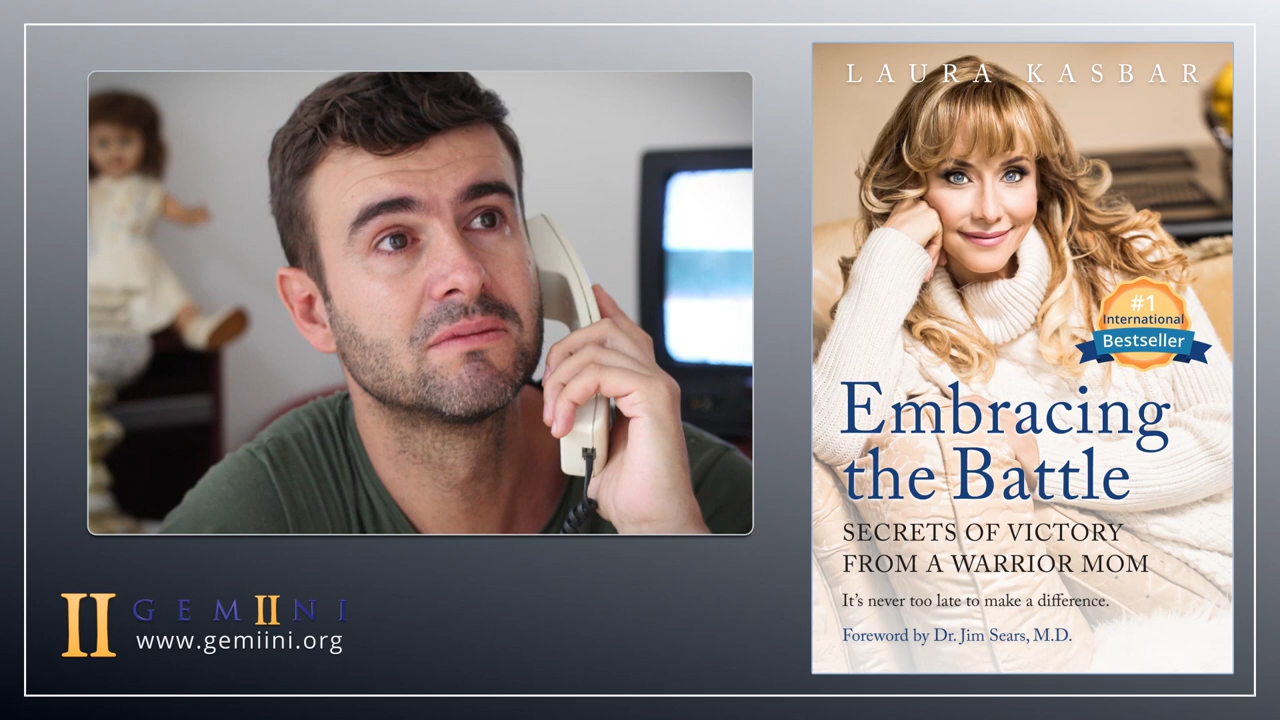 LAURA KASBAR
#1
International
Bestseller
Embracing
the Battle
SECRETS OF VICTORY
FROM A WARRIOR MOM
It's never too late to make a difference.
Foreword by Dr. Jim Sears, M.D.
II GEMIINI
www.gemiini.org